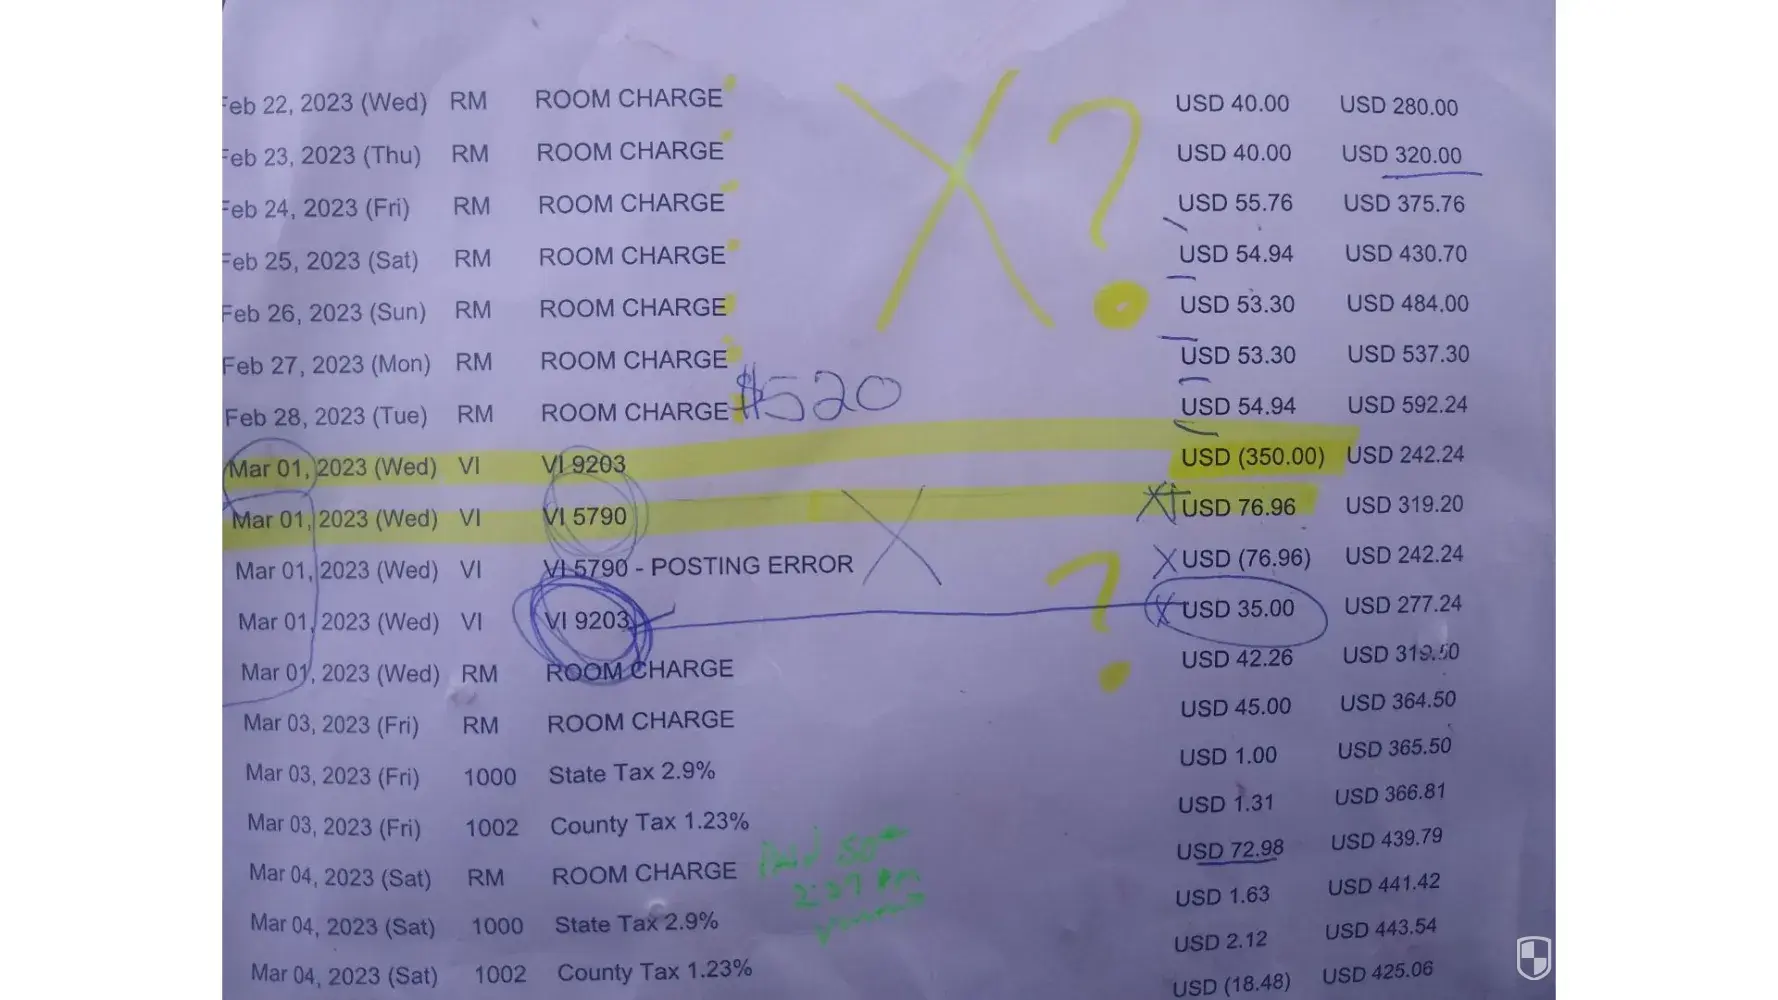 Feb 22, 2023 (Wed) RM ROOM CHARGE USD 40.00 USD 280.00
Feb 23, 2023 (Thu) RM ROOM CHARGE USD 40.00 USD 320.00
X ?
Feb 24, 2023 (Fri) RM ROOM CHARGE USD 55.76 USD 375.76
Feb 25, 2023 (Sat) RM ROOM CHARGE USD 54.94 USD 430.70
Feb 26, 2023 (Sun) RM ROOM CHARGE USD 53.30 USD 484.00
Feb 27, 2023 (Mon) RM ROOM CHARGE USD 53.30 USD 537.30
Feb 28, 2023 (Tue) RM ROOM CHARGE $520 USD 54.94 USD 592.24
Mar 01, 2023 (Wed) VI VI 9203 USD (350.00) USD 242.24
Mar 01, 2023 (Wed) VI VI 5790 USD 76.96 USD 319.20
Mar 01, 2023 (Wed) VI VI 5790 - POSTING ERROR X X USD (76.96) USD 242.24
Mar 01, 2023 (Wed) VI VI 9203 ? X USD 35.00 USD 277.24
Mar 01, 2023 (Wed) RM ROOM CHARGE USD 42.26 USD 319.50
Mar 03, 2023 (Fri) RM ROOM CHARGE USD 45.00 USD 364.50
Mar 03, 2023 (Fri) 1000 State Tax 2.9% USD 1.00 USD 365.50
Mar 03, 2023 (Fri) 1002 County Tax 1.23% USD 1.31 USD 366.81
Mar 04, 2023 (Sat) RM ROOM CHARGE USD 72.98 USD 439.79
Mar 04, 2023 (Sat) 1000 State Tax 2.9% USD 1.63 USD 441.42
Mar 04, 2023 (Sat) 1002 County Tax 1.23% USD 2.12 USD 443.54
USD (18.48) USD 425.06